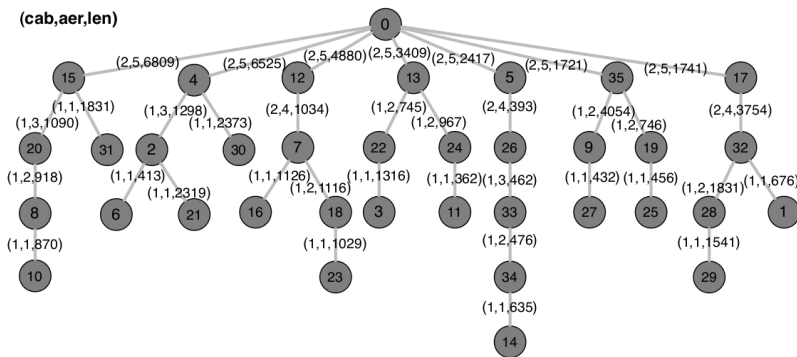 (cab,aer,len)
0
(2,5,6809) (2,5,6525) (2,5,4880) (2,5,3409) (2,5,2417) (2,5,1721) (2,5,1741)
15 4 12 13 5 35 17
(1,3,1090) (1,1,1831) (1,3,1298) (1,1,2373) (2,4,1034) (1,2,745) (1,2,967) (2,4,393) (1,2,4054) (1,2,746) (2,4,3754)
20 31 2 30 7 22 24 26 9 19 32
(1,2,918) (1,1,413) (1,1,2319) (1,1,1126) (1,2,1116) (1,1,1316) (1,1,362) (1,3,462) (1,1,432) (1,1,456) (1,2,1831) (1,1,676)
8 6 21 16 18 3 11 33 27 25 28 1
(1,1,870) (1,1,1029) (1,2,476) (1,1,1541)
10 23 34 29
(1,1,635)
14